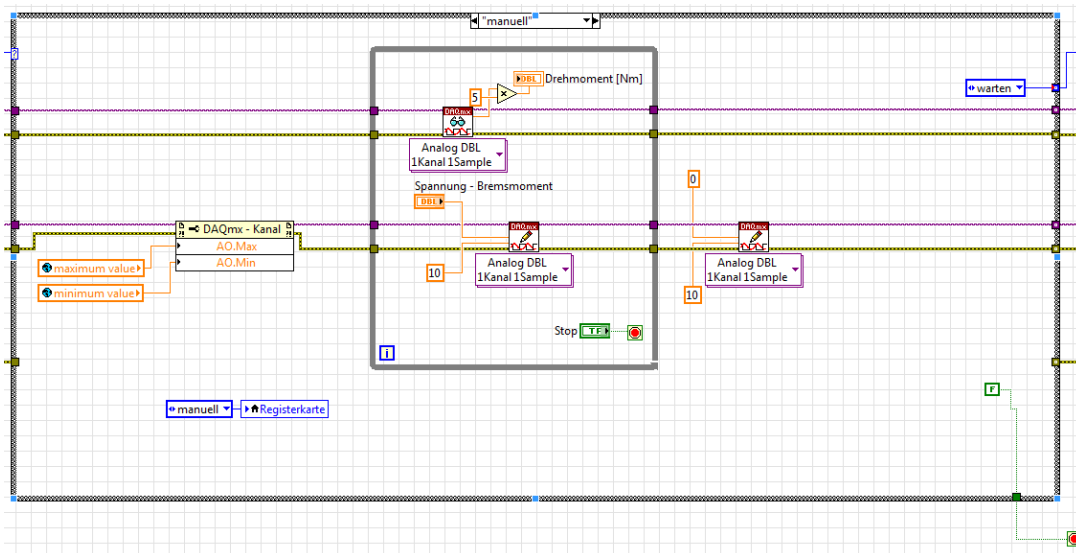 "manuell"
DBL
Drehmoment [Nm]
5
×
warten
DAQmx
Analog DBL
1Kanal 1Sample
Spannung - Bremsmoment
DBL
0
DAQmx - Kanal
AO.Max
AO.Min
DAQmx
DAQmx
maximum value
minimum value
10
Analog DBL
1Kanal 1Sample
Analog DBL
1Kanal 1Sample
10
Stop
TF
i
F
manuell
Registerkarte